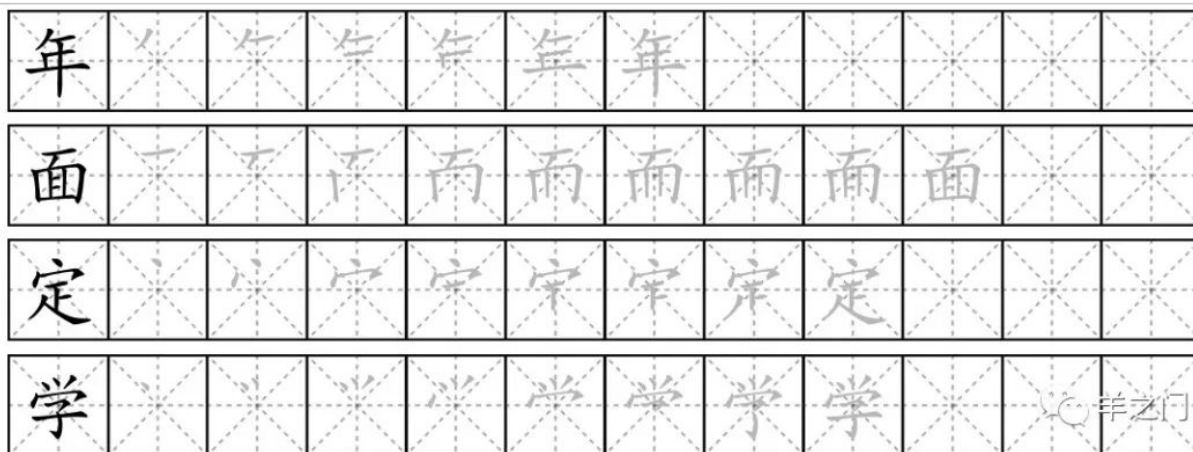 年 年
面 面
定 定
学 学
羊之门